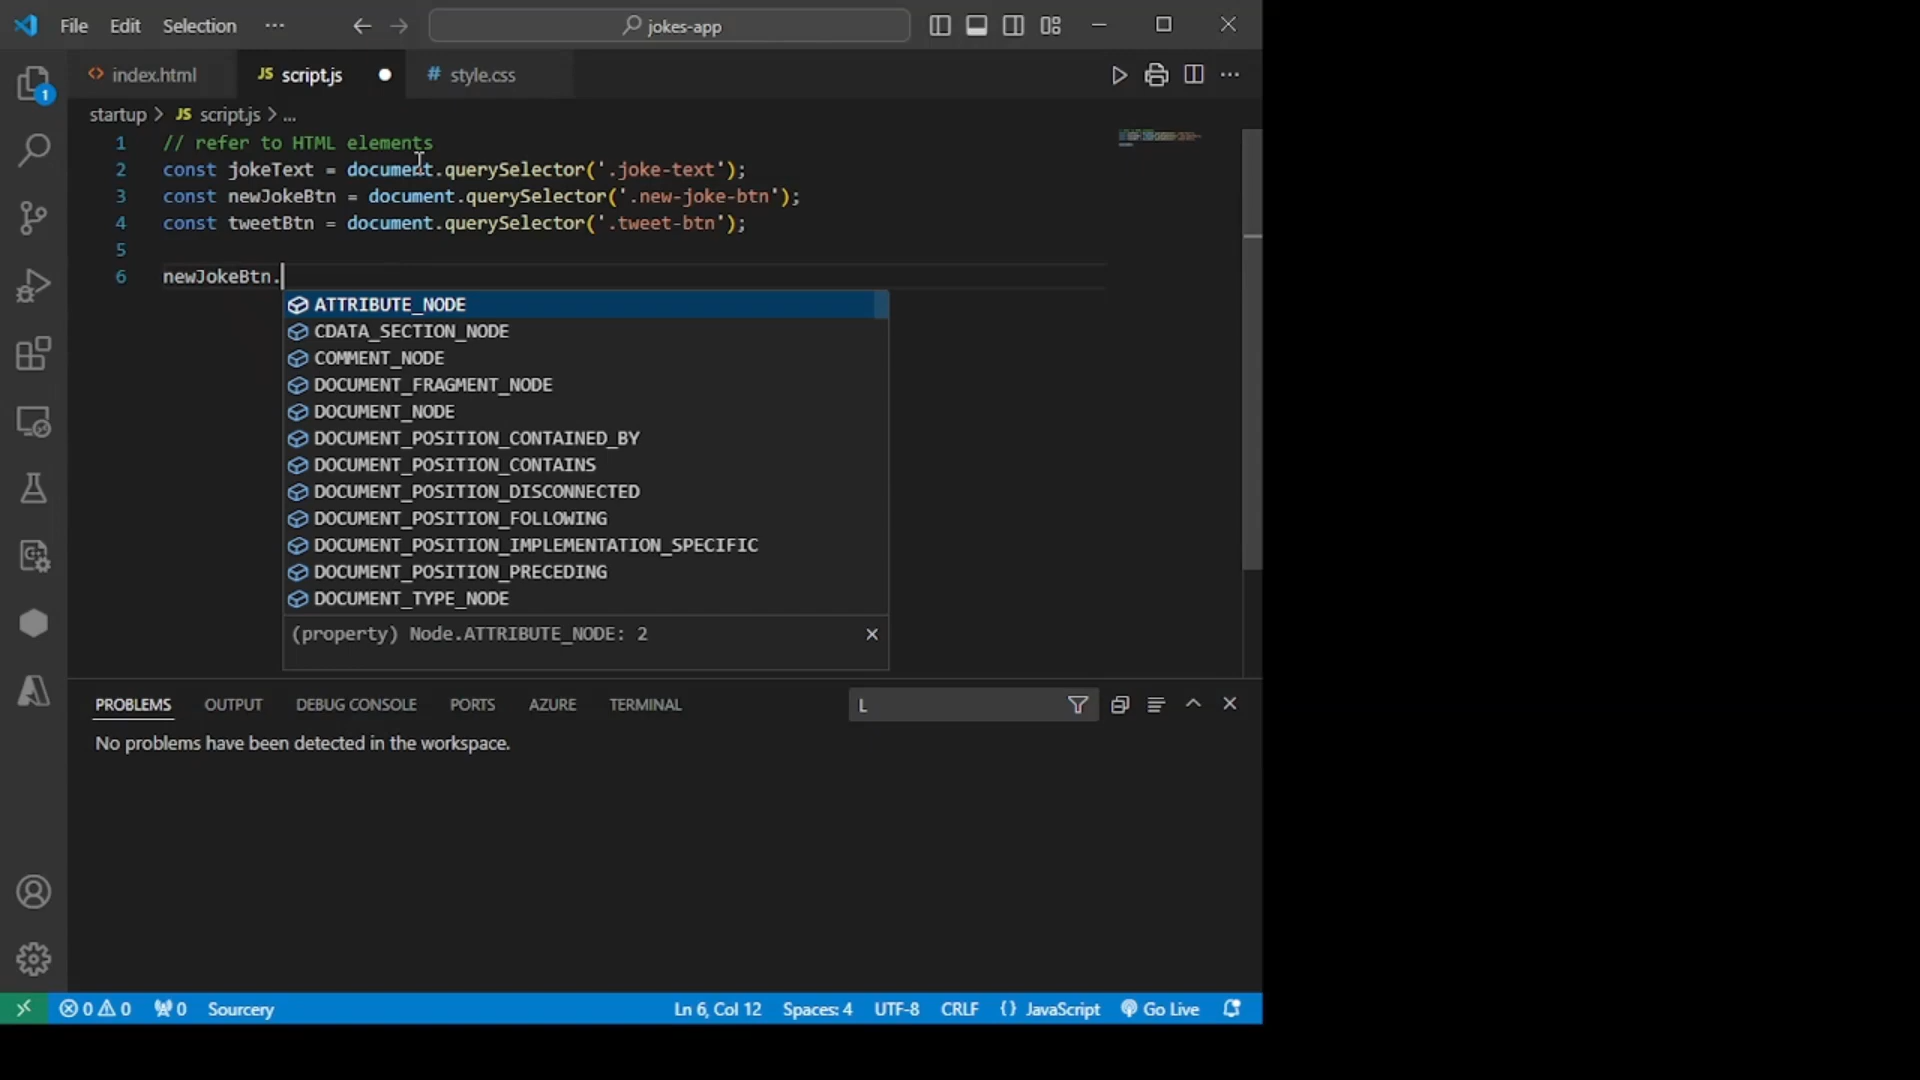 File Edit Selection ··· jokes-app
index.html JS script.js # style.css
startup > JS script.js > ...
1 // refer to HTML elements
2 const jokeText = document.querySelector('.joke-text');
3 const newJokeBtn = document.querySelector('.new-joke-btn');
4 const tweetBtn = document.querySelector('.tweet-btn');
5
6 newJokeBtn.
ATTRIBUTE_NODE
CDATA_SECTION_NODE
COMMENT_NODE
DOCUMENT_FRAGMENT_NODE
DOCUMENT_NODE
DOCUMENT_POSITION_CONTAINED_BY
DOCUMENT_POSITION_CONTAINS
DOCUMENT_POSITION_DISCONNECTED
DOCUMENT_POSITION_FOLLOWING
DOCUMENT_POSITION_IMPLEMENTATION_SPECIFIC
DOCUMENT_POSITION_PRECEDING
DOCUMENT_TYPE_NODE
(property) Node.ATTRIBUTE_NODE: 2
PROBLEMS OUTPUT DEBUG CONSOLE PORTS AZURE TERMINAL L
No problems have been detected in the workspace.
0 0 0 Sourcery Ln 6, Col 12 Spaces: 4 UTF-8 CRLF {} JavaScript Go Live
1